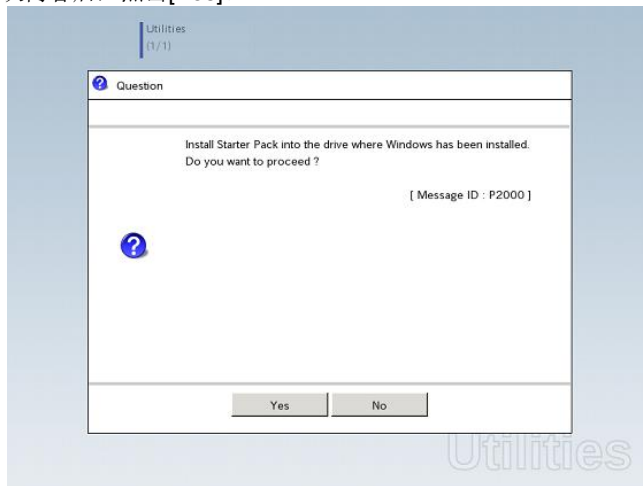 Utilities
(1/1)
Question
Install Starter Pack into the drive where Windows has been installed.
Do you want to proceed ?
[ Message ID : P2000 ]
Yes
No
Utilities